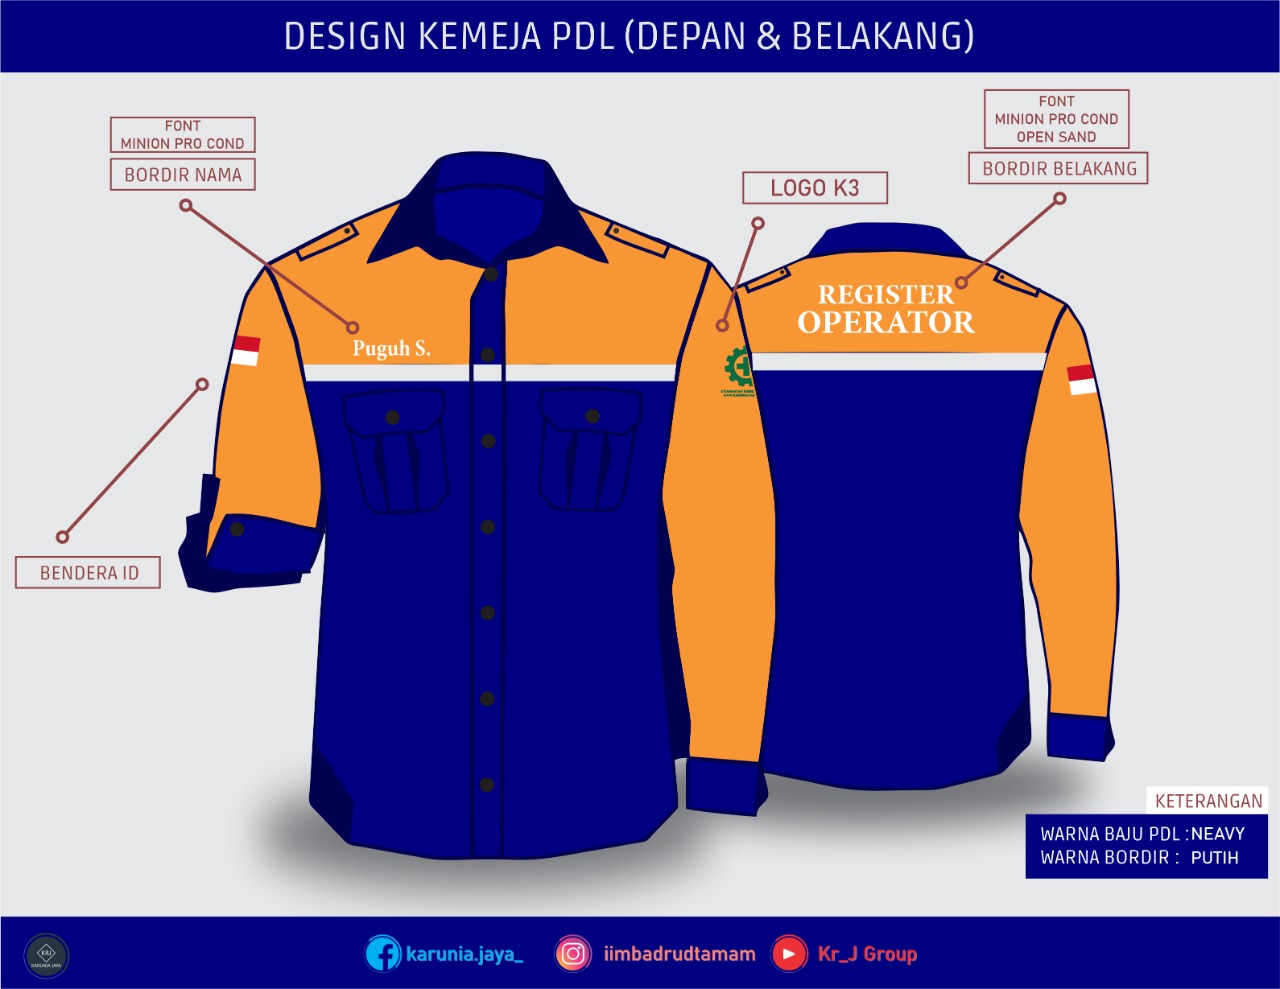 DESIGN KEMEJA PDL (DEPAN & BELAKANG)
FONT
MINION PRO COND
BORDIR NAMA
FONT
MINION PRO COND
OPEN SAND
BORDIR BELAKANG
LOGO K3
REGISTER
OPERATOR
Puguh S.
BENDERA ID
KETERANGAN
WARNA BAJU PDL : NEAVY
WARNA BORDIR : PUTIH
KARUNIA JAYA
karunia.jaya_
iimbadrudtamam
Kr_J Group